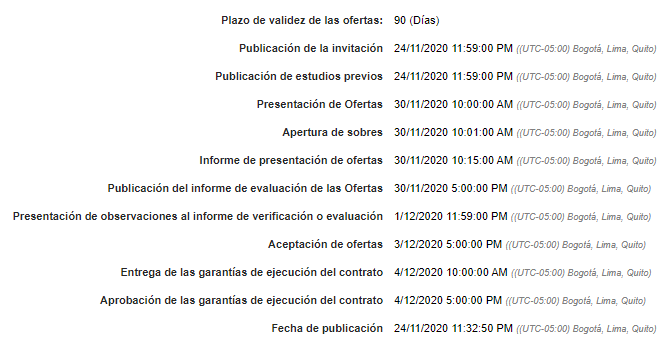 Plazo de validez de las ofertas: 90 (Días)
Publicación de la invitación 24/11/2020 11:59:00 PM ((UTC-05:00) Bogotá, Lima, Quito)
Publicación de estudios previos 24/11/2020 11:59:00 PM ((UTC-05:00) Bogotá, Lima, Quito)
Presentación de Ofertas 30/11/2020 10:00:00 AM ((UTC-05:00) Bogotá, Lima, Quito)
Apertura de sobres 30/11/2020 10:01:00 AM ((UTC-05:00) Bogotá, Lima, Quito)
Informe de presentación de ofertas 30/11/2020 10:15:00 AM ((UTC-05:00) Bogotá, Lima, Quito)
Publicación del informe de evaluación de las Ofertas 30/11/2020 5:00:00 PM ((UTC-05:00) Bogotá, Lima, Quito)
Presentación de observaciones al informe de verificación o evaluación 1/12/2020 11:59:00 PM ((UTC-05:00) Bogotá, Lima, Quito)
Aceptación de ofertas 3/12/2020 5:00:00 PM ((UTC-05:00) Bogotá, Lima, Quito)
Entrega de las garantías de ejecución del contrato 4/12/2020 10:00:00 AM ((UTC-05:00) Bogotá, Lima, Quito)
Aprobación de las garantías de ejecución del contrato 4/12/2020 5:00:00 PM ((UTC-05:00) Bogotá, Lima, Quito)
Fecha de publicación 24/11/2020 11:32:50 PM ((UTC-05:00) Bogotá, Lima, Quito)